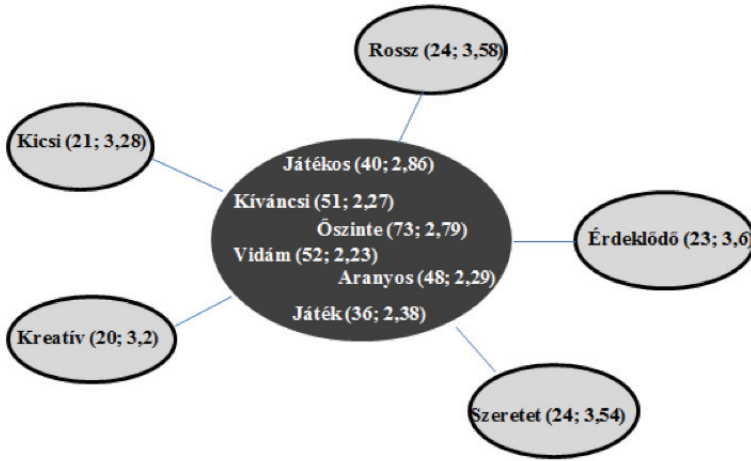 Rossz (24; 3,58)
Kicsi (21; 3,28)
Játékos (40; 2,86)
Kíváncsi (51; 2,27)
Őszinte (73; 2,79)
Vidám (52; 2,23)
Aranyos (48; 2,29)
Játék (36; 2,38)
Érdeklődő (23; 3,6)
Kreatív (20; 3,2)
Szeretet (24; 3,54)